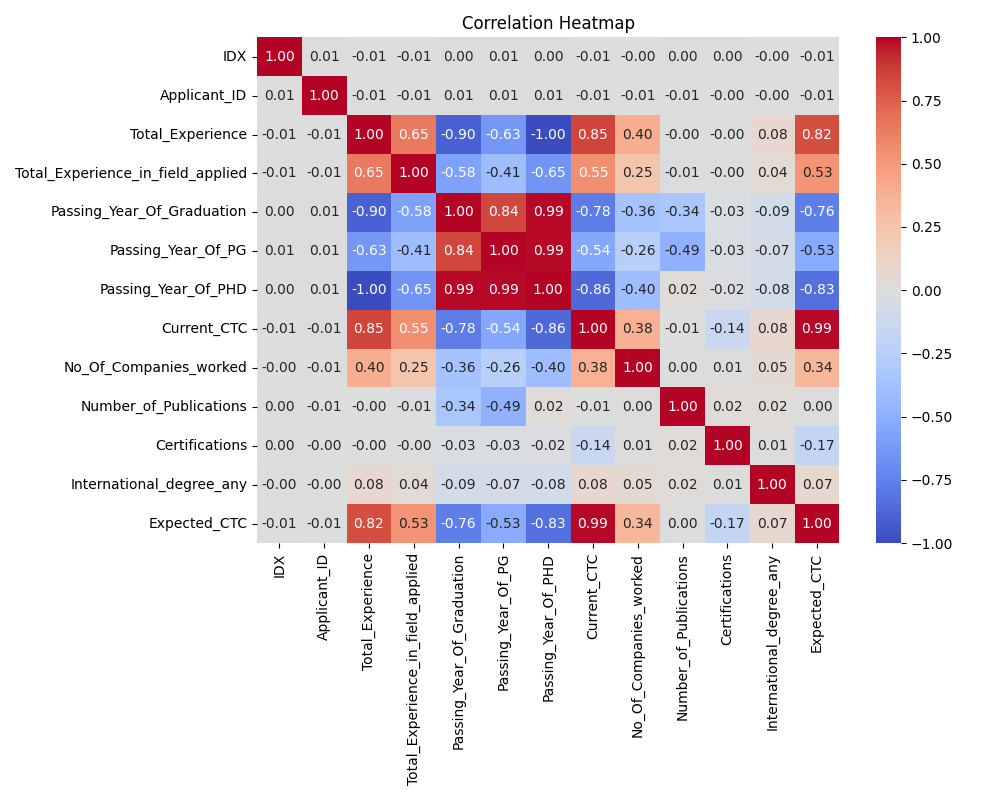 Correlation Heatmap
IDX 1.00 0.01 -0.01 -0.01 0.00 0.01 0.00 -0.01 -0.00 0.00 0.00 -0.00 -0.01
Applicant_ID 0.01 1.00 -0.01 -0.01 0.01 0.01 0.01 -0.01 -0.01 -0.01 -0.00 -0.00 -0.01
Total_Experience -0.01 -0.01 1.00 0.65 -0.90 -0.63 -1.00 0.85 0.40 -0.00 -0.00 0.08 0.82
Total_Experience_in_field_applied -0.01 -0.01 0.65 1.00 -0.58 -0.41 -0.65 0.55 0.25 -0.01 -0.00 0.04 0.53
Passing_Year_Of_Graduation 0.00 0.01 -0.90 -0.58 1.00 0.84 0.99 -0.78 -0.36 -0.34 -0.03 -0.09 -0.76
Passing_Year_Of_PG 0.01 0.01 -0.63 -0.41 0.84 1.00 0.99 -0.54 -0.26 -0.49 -0.03 -0.07 -0.53
Passing_Year_Of_PHD 0.00 0.01 -1.00 -0.65 0.99 0.99 1.00 -0.86 -0.40 0.02 -0.02 -0.08 -0.83
Current_CTC -0.01 -0.01 0.85 0.55 -0.78 -0.54 -0.86 1.00 0.38 -0.01 -0.14 0.08 0.99
No_Of_Companies_worked -0.00 -0.01 0.40 0.25 -0.36 -0.26 -0.40 0.38 1.00 0.00 0.01 0.05 0.34
Number_of_Publications 0.00 -0.01 -0.00 -0.01 -0.34 -0.49 0.02 -0.01 0.00 1.00 0.02 0.02 0.00
Certifications 0.00 -0.00 -0.00 -0.00 -0.03 -0.03 -0.02 -0.14 0.01 0.02 1.00 0.01 -0.17
International_degree_any -0.00 -0.00 0.08 0.04 -0.09 -0.07 -0.08 0.08 0.05 0.02 0.01 1.00 0.07
Expected_CTC -0.01 -0.01 0.82 0.53 -0.76 -0.53 -0.83 0.99 0.34 0.00 -0.17 0.07 1.00
IDX
Applicant_ID
Total_Experience
Total_Experience_in_field_applied
Passing_Year_Of_Graduation
Passing_Year_Of_PG
Passing_Year_Of_PHD
Current_CTC
No_Of_Companies_worked
Number_of_Publications
Certifications
International_degree_any
Expected_CTC
1.00
0.75
0.50
0.25
0.00
−0.25
−0.50
−0.75
−1.00